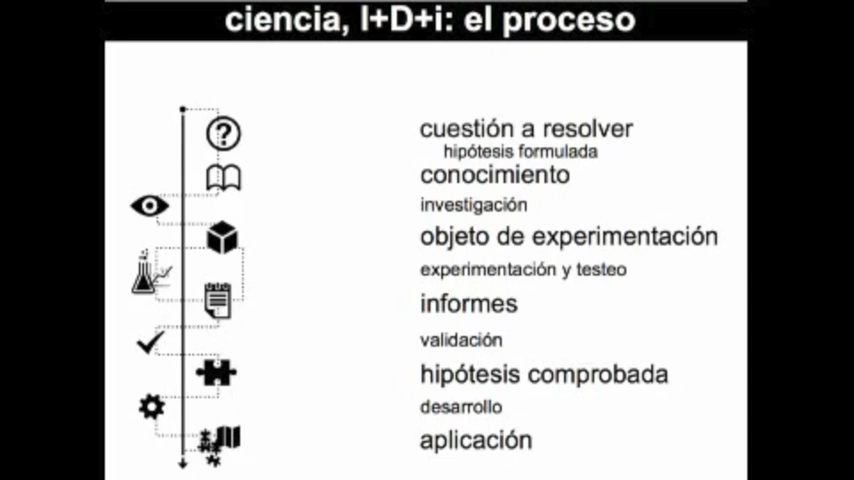 ciencia, I+D+i: el proceso
cuestión a resolver
hipótesis formulada
conocimiento
investigación
objeto de experimentación
experimentación y testeo
informes
validación
hipótesis comprobada
desarrollo
aplicación